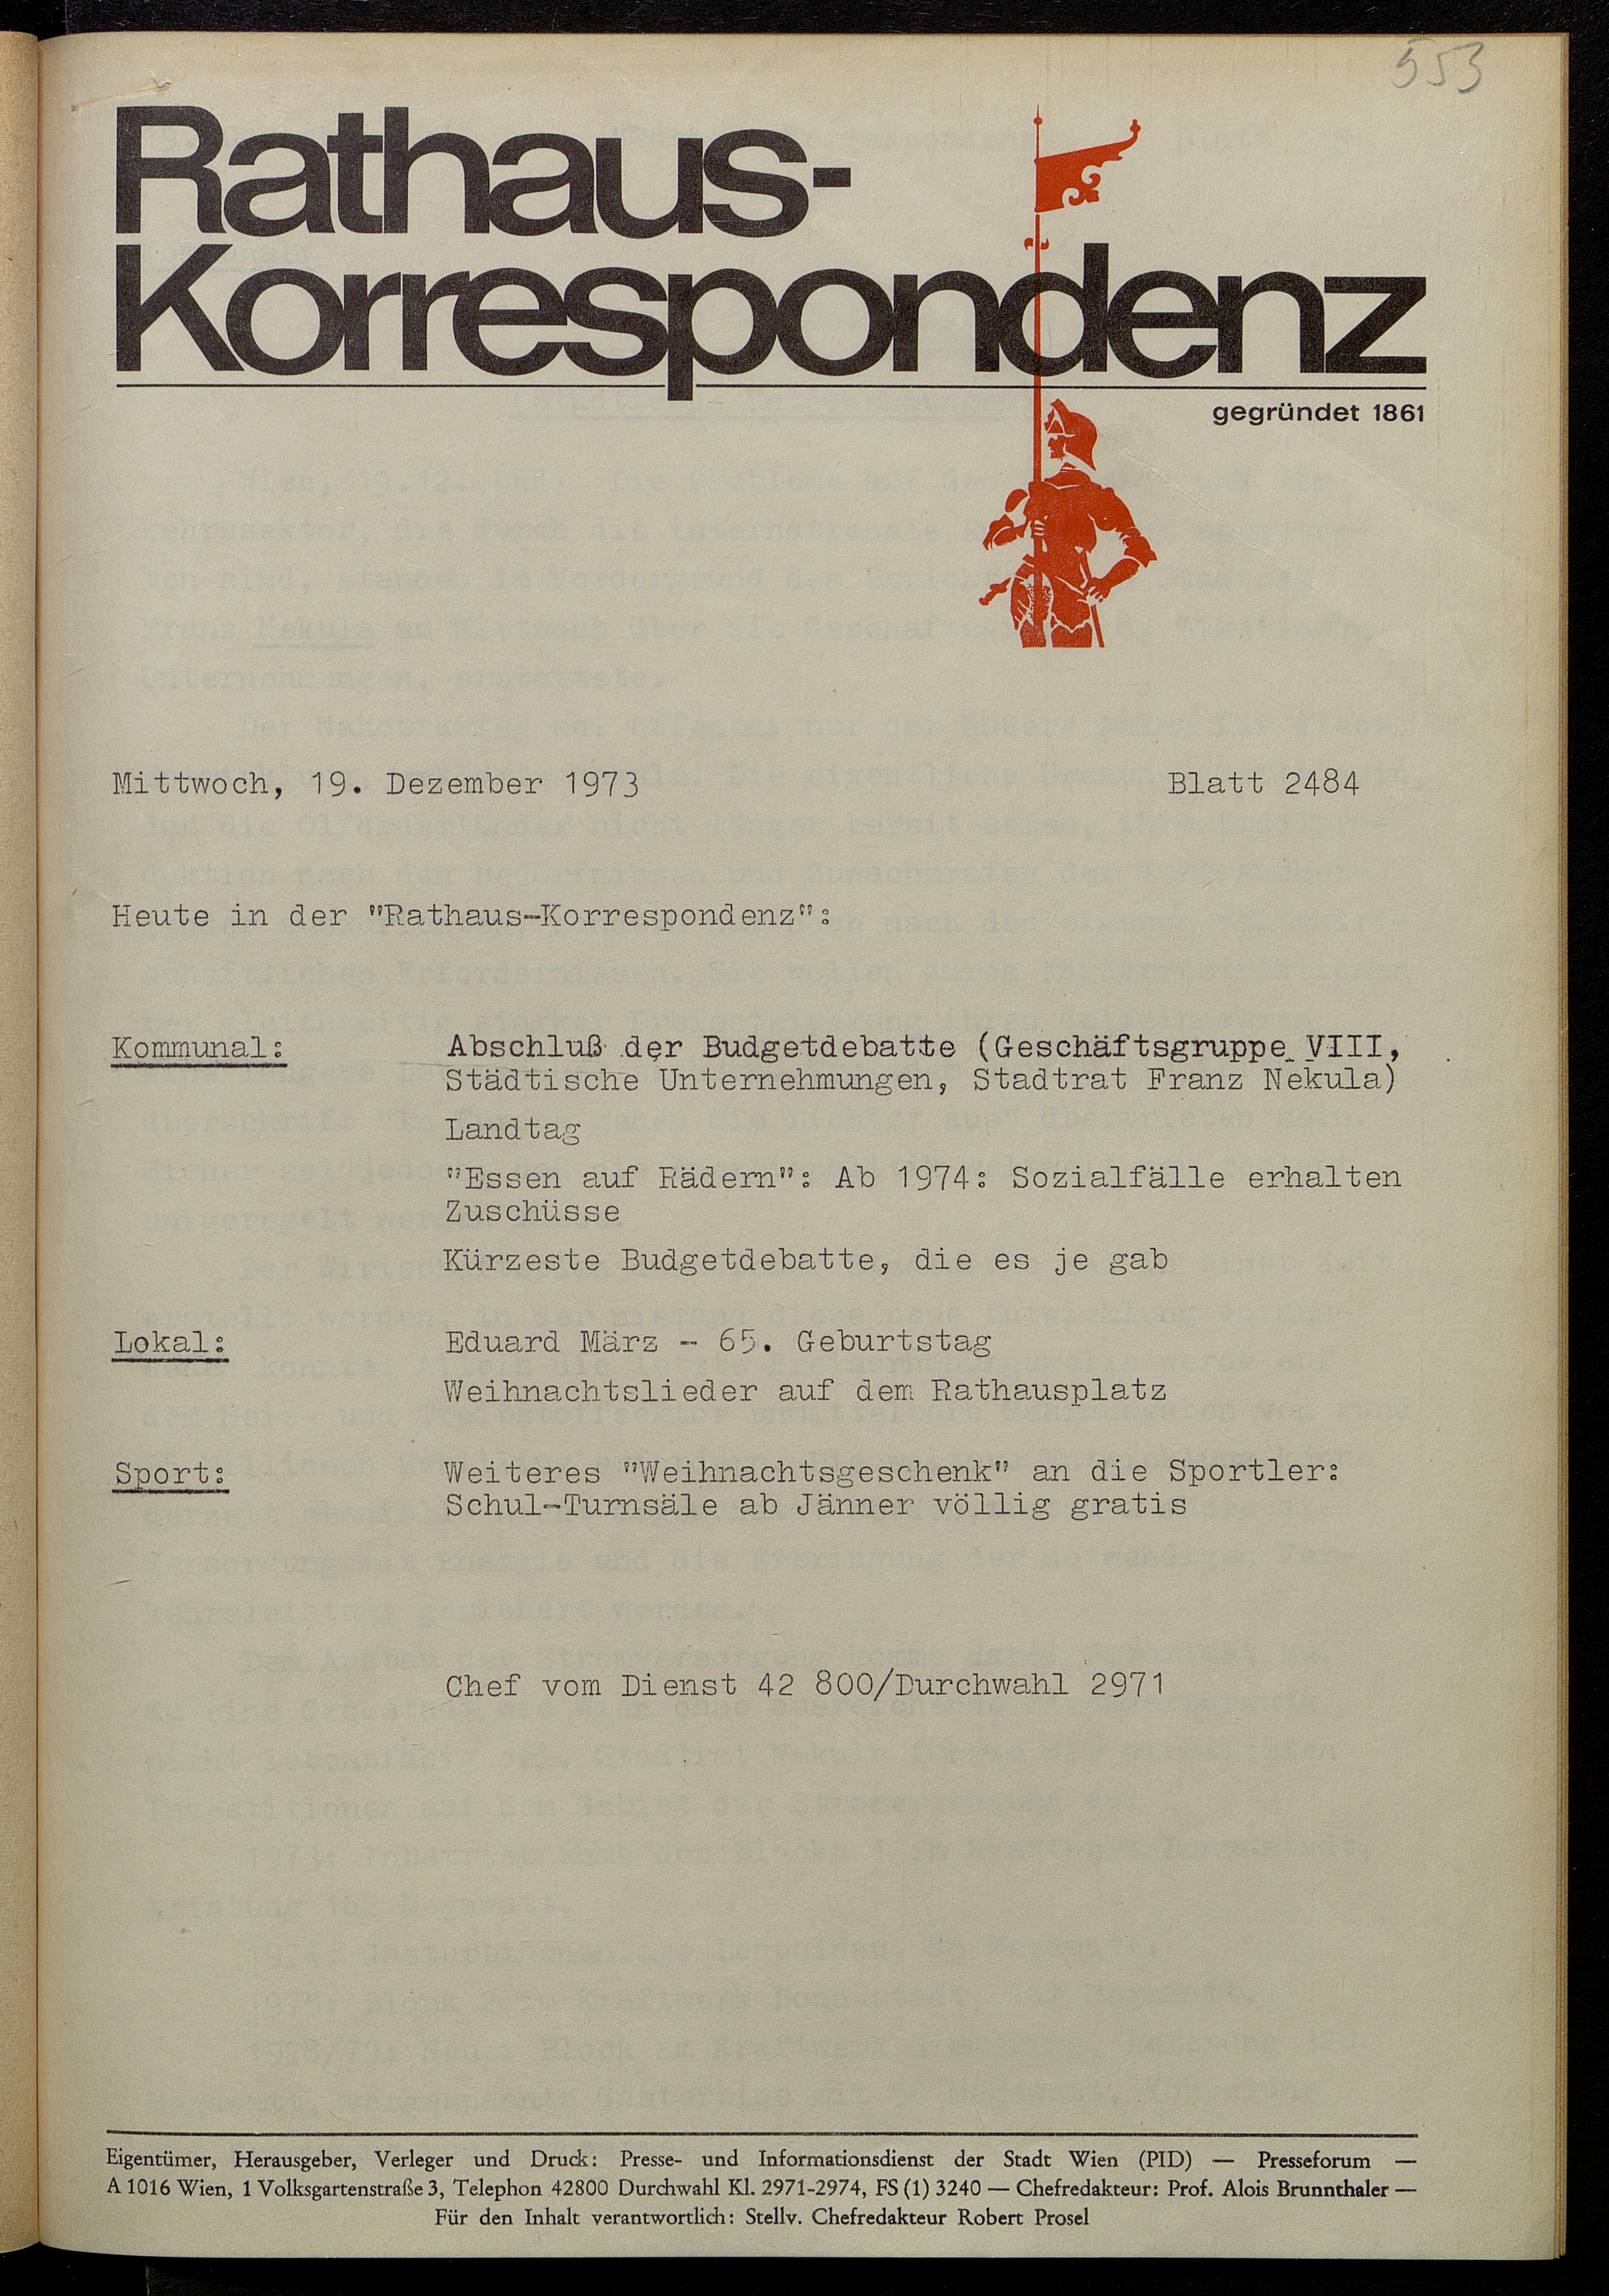 553
Rathaus-
Korrespondenz
gegründet 1861
Mittwoch, 19. Dezember 1973 Blatt 2484
Heute in der "Rathaus-Korrespondenz":
Kommunal: Abschluß der Budgetdebatte (Geschäftsgruppe VIII,
Städtische Unternehmungen, Stadtrat Franz Nekula)
Landtag
"Essen auf Rädern": Ab 1974: Sozialfälle erhalten
Zuschüsse
Kürzeste Budgetdebatte, die es je gab
Lokal: Eduard März - 65. Geburtstag
Weihnachtslieder auf dem Rathausplatz
Sport: Weiteres "Weihnachtsgeschenk" an die Sportler:
Schul-Turnsäle ab Jänner völlig gratis
Chef vom Dienst 42 800/Durchwahl 2971
Eigentümer, Herausgeber, Verleger und Druck: Presse- und Informationsdienst der Stadt Wien (PID) — Presseforum —
A 1016 Wien, 1 Volksgartenstraße 3, Telephon 42800 Durchwahl Kl. 2971-2974, FS (1) 3240 — Chefredakteur: Prof. Alois Brunnthaler —
Für den Inhalt verantwortlich: Stellv. Chefredakteur Robert Prosel